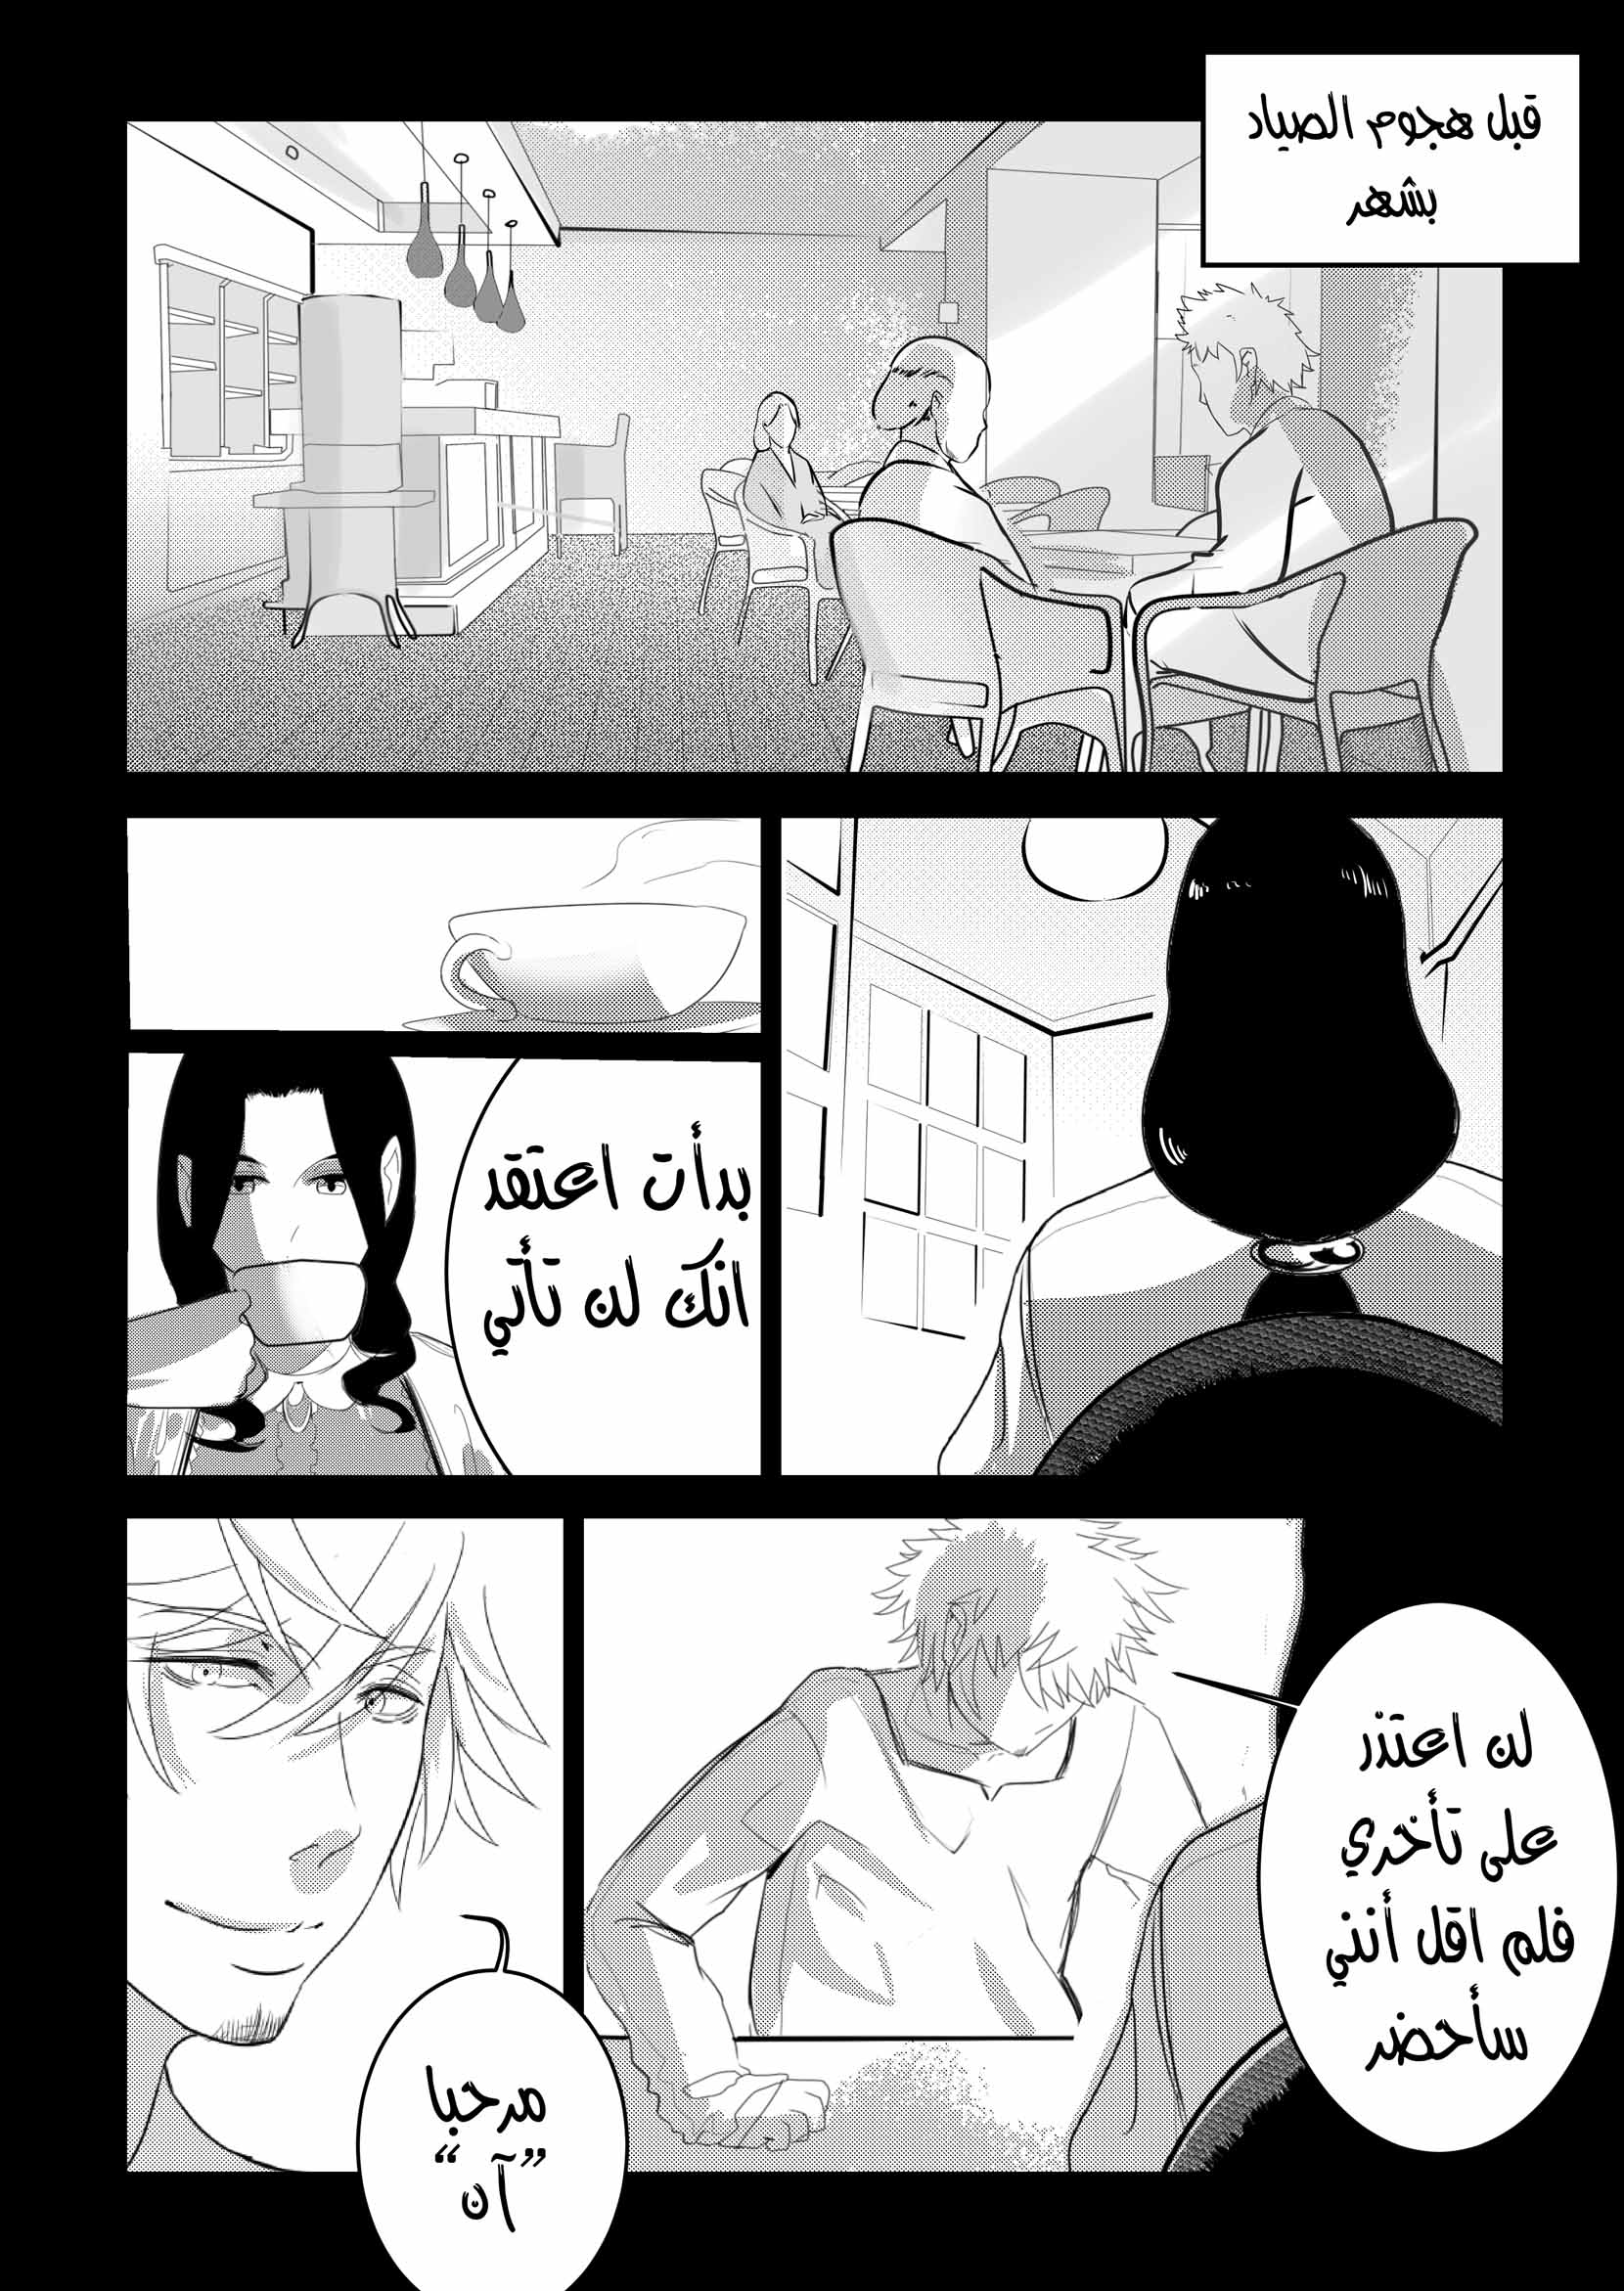 قبل هجوم الصياد
بشهر
بدأت اعتقد
انك لن تأتي
لن اعتذر
على تأخري
فلم اقل أنني
سأحضر
مرحبا
”آن“